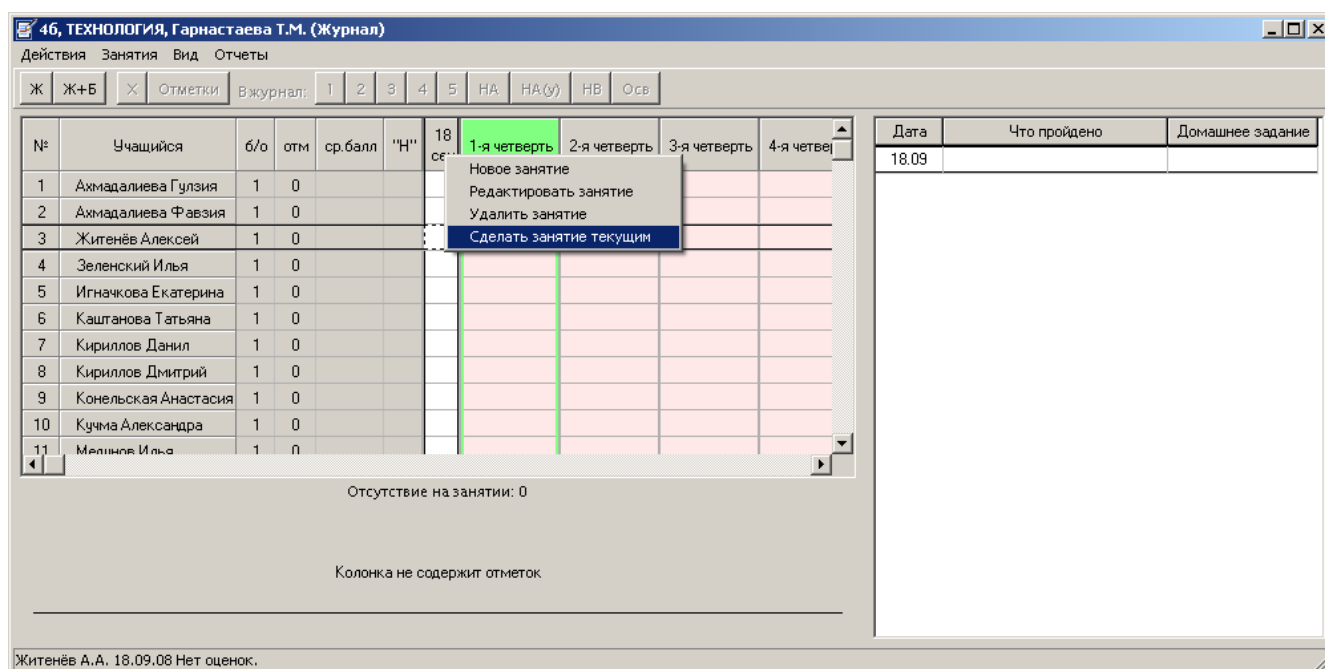 4б, ТЕХНОЛОГИЯ, Гарнастаева Т.М. (Журнал)
Действия Занятия Вид Отчеты
Ж Ж+Б X Отметки В журнал: 1 2 3 4 5 НА НА(у) НВ Осв
№ Учащийся б/о отм ср.балл "Н" 18 1-я четверть 2-я четверть 3-я четверть
Дата Что пройдено Домашнее задание
18.09
Новое занятие
Редактировать занятие
Удалить занятие
Сделать занятие текущим
1 Ахмадалиева Гулзия 1 0
2 Ахмадалиева Фавзия 1 0
3 Житенёв Алексей 1 0
4 Зеленский Илья 1 0
5 Игначкова Екатерина 1 0
6 Каштанова Татьяна 1 0
7 Кириллов Данил 1 0
8 Кириллов Дмитрий 1 0
9 Конельская Анастасия 1 0
10 Кучма Александра 1 0
11 Илья 1 0
Отсутствие на занятии: 0
Колонка не содержит отметок
Житенёв А.А. 18.09.08 Нет оценок.